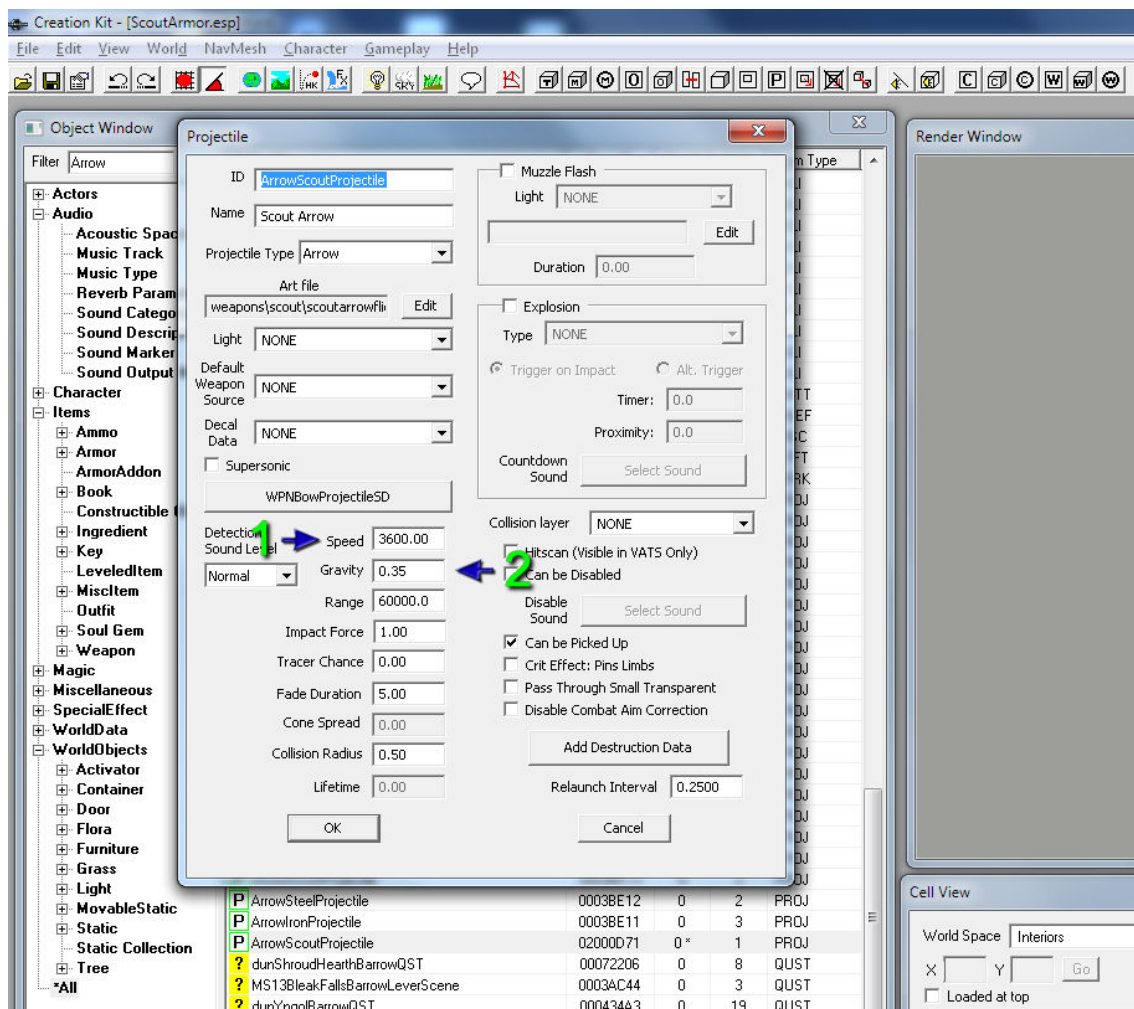 Creation Kit - [ScoutArmor.esp]
File Edit View World NavMesh Character Gameplay Help
Object Window
Filter Arrow
Actors
Audio
Music Track
Music Type
Reverb Param
Sound Marker
Sound Output
Character
Items
Ammo
Armor
ArmorAddon
Book
Constructible
Ingredient
Key
LeveledItem
MiscItem
Outfit
Soul Gem
Weapon
Magic
Miscellaneous
SpecialEffect
WorldData
WorldObjects
Activator
Container
Door
Flora
Furniture
Grass
Light
MovableStatic
Static
Static Collection
Tree
*All
Projectile
ID ArrowScoutProjectile
Name Scout Arrow
Projectile Type Arrow
Art file
weapons\scout\scoutarrowfli Edit
Light NONE
Default
Weapon
Source
NONE
Decal
Data
NONE
Supersonic
WPNBowProjectileSD
Detection
Sound Level
Normal
1
Speed 3600.00
Gravity 0.35
2
Range 60000.0
Impact Force 1.00
Tracer Chance 0.00
Fade Duration 5.00
Cone Spread 0.00
Collision Radius 0.50
Lifetime 0.00
OK
Muzzle Flash
Light NONE
Edit
Duration 0.00
Explosion
Type NONE
Trigger on Impact Alt. Trigger
Timer: 0.0
Proximity: 0.0
Countdown
Sound
Select Sound
Collision layer NONE
Hitscan (Visible in VATS Only)
Can be Disabled
Disable
Sound
Select Sound
Can be Picked Up
Crit Effect: Pins Limbs
Pass Through Small Transparent
Disable Combat Aim Correction
Add Destruction Data
Relaunch Interval 0.2500
Cancel
m Type
P ArrowSteelProjectile 0003BE12 0 2 PROJ
P ArrowIronProjectile 0003BE11 0 3 PROJ
P ArrowScoutProjectile 02000D71 0 * 1 PROJ
? dunShroudHearthBarrowQST 00072206 0 8 QUST
? MS13BleakFallsBarrowLeverScene 0003AC44 0 3 QUST
? dunYngolBarrowQST 000434A3 0 19 QUST
Render Window
Cell View
World Space Interiors
X Y Go
Loaded at top